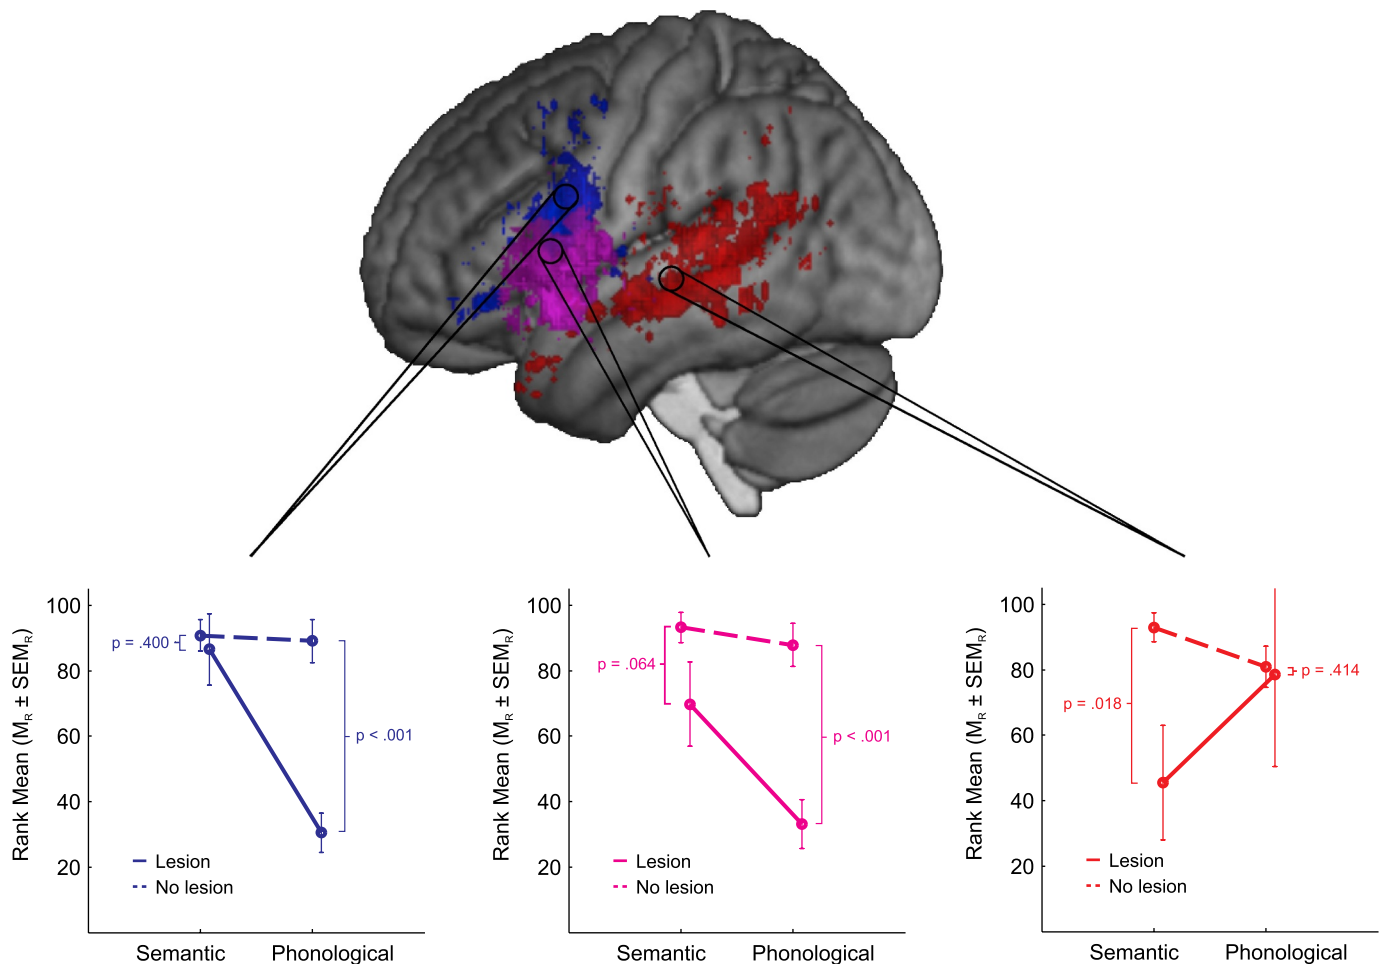 Rank Mean (MR ± SEMR)
100
80
60
40
20
p = .400
p < .001
Lesion
No lesion
Semantic
Phonological
Rank Mean (MR ± SEMR)
100
80
60
40
20
p = .064
p < .001
Lesion
No lesion
Semantic
Phonological
Rank Mean (MR ± SEMR)
100
80
60
40
20
p = .018
p = .414
Lesion
No lesion
Semantic
Phonological